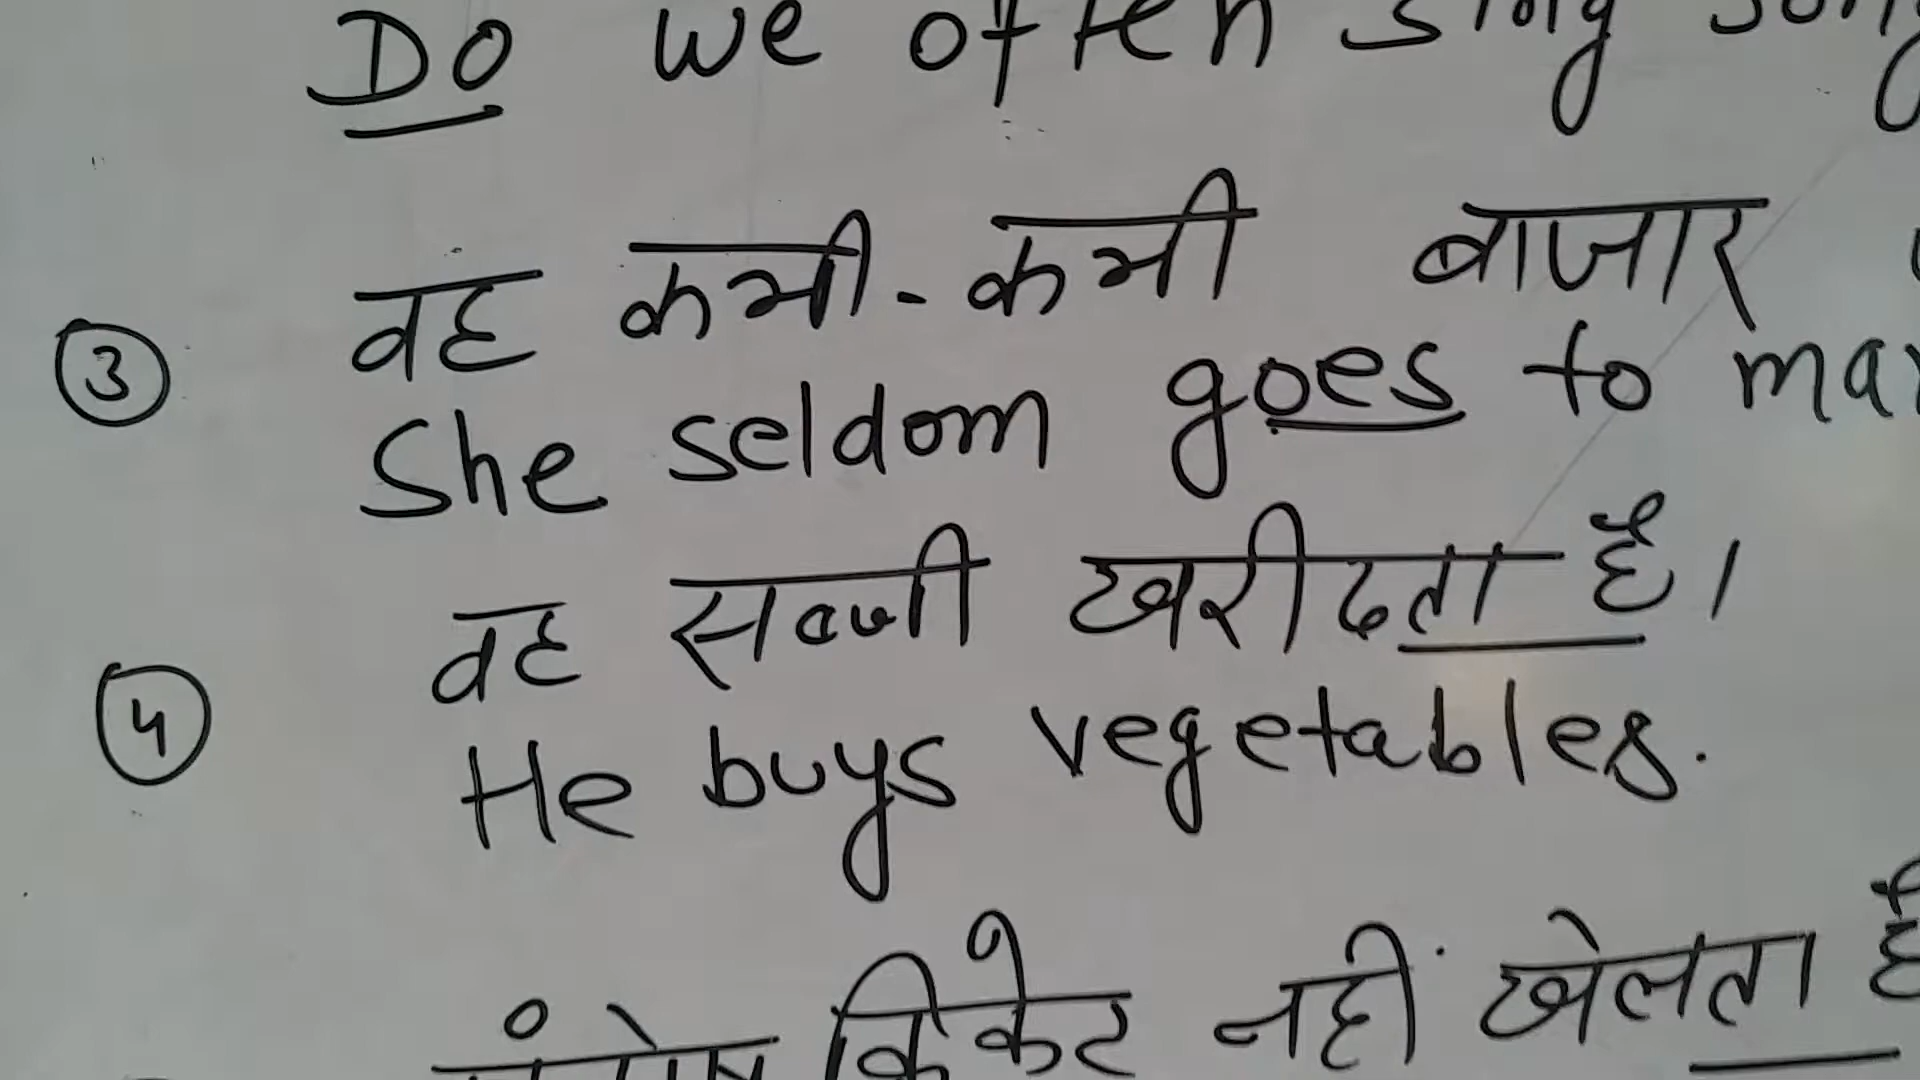 Do we often sing
③ वह कभी-कभी बाजार
She seldom goes to
④ वह सब्जी खरीदता है।
He buys vegetables.
क्रिकेट नहीं खेलता है